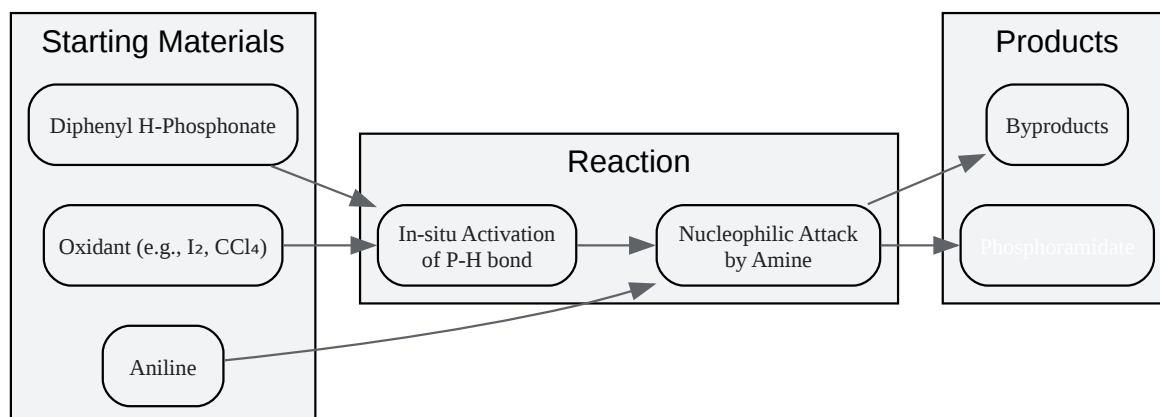 Starting Materials
Diphenyl H-Phosphonate
Oxidant (e.g., I₂, CCl₄)
Aniline
Reaction
In-situ Activation
of P-H bond
Nucleophilic Attack
by Amine
Products
Byproducts
Phosphoramidate